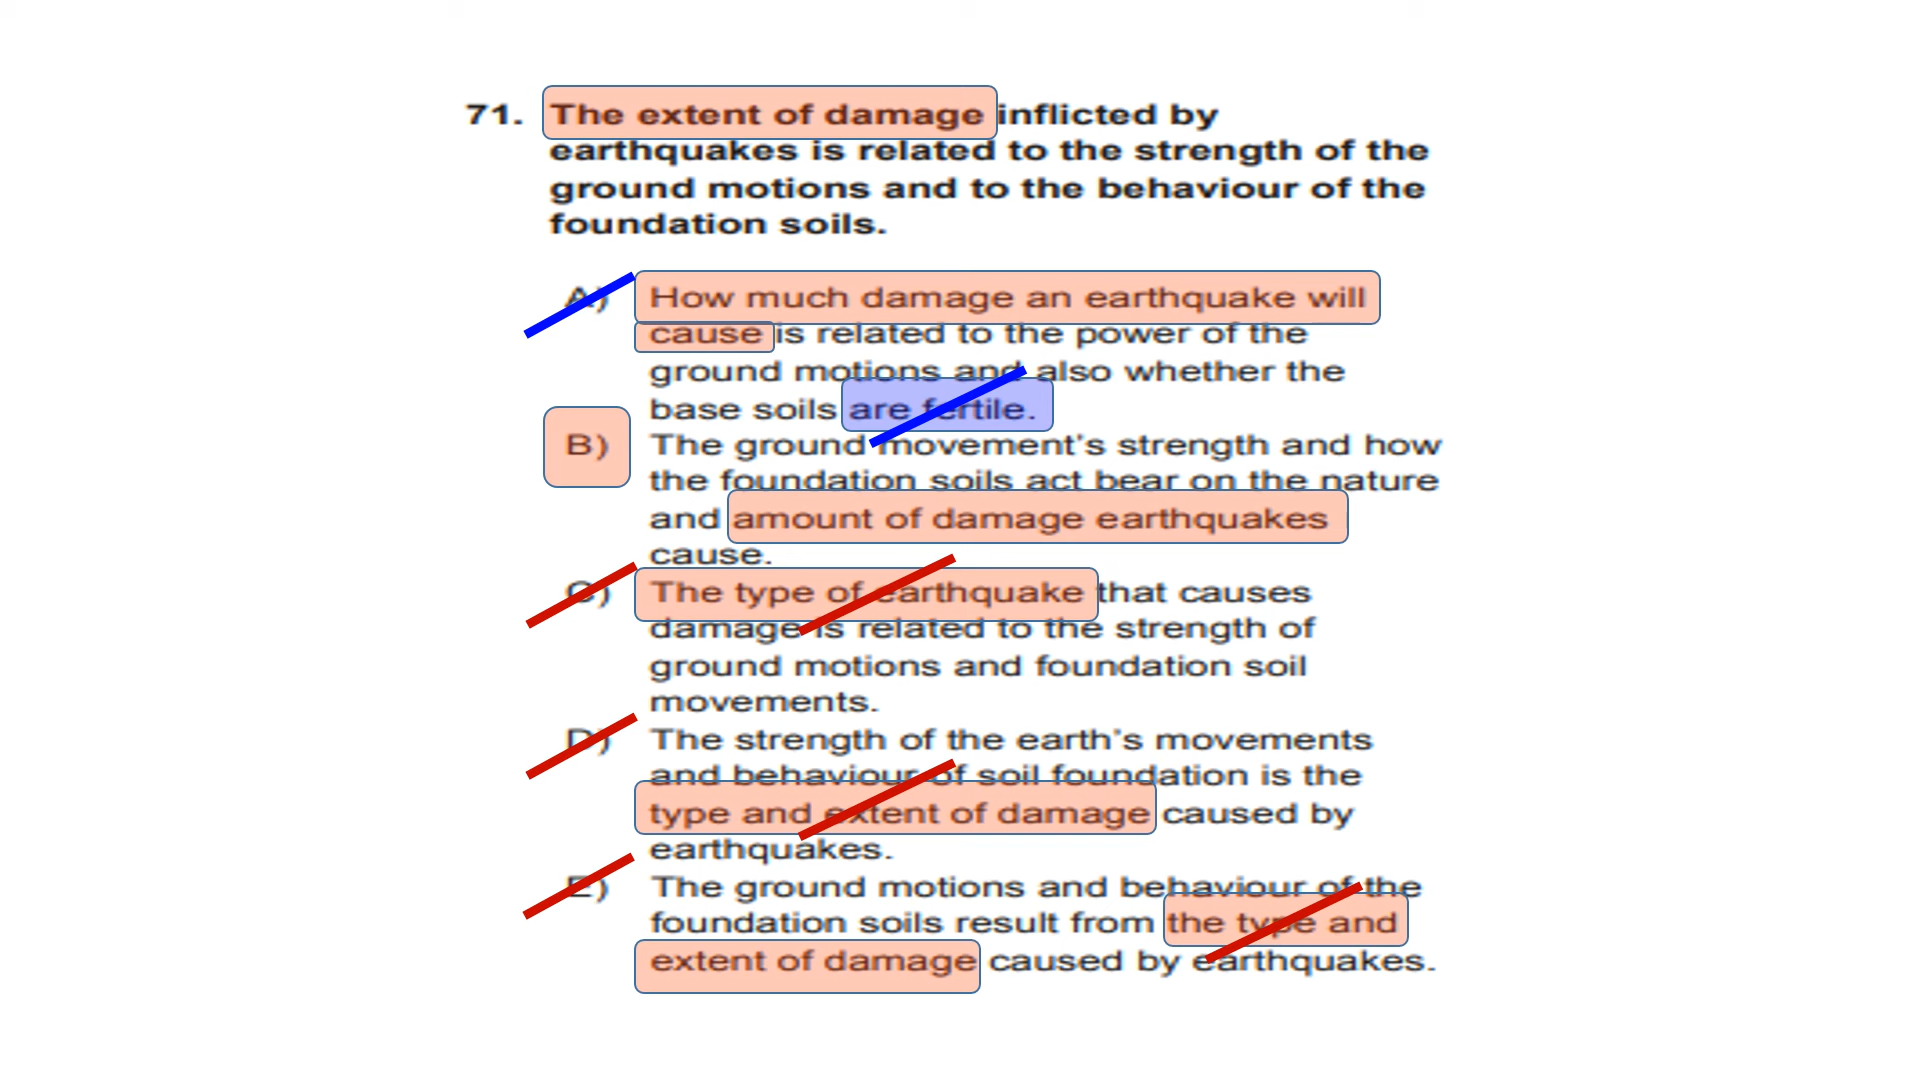 71. The extent of damage inflicted by
earthquakes is related to the strength of the
ground motions and to the behaviour of the
foundation soils.
A) How much damage an earthquake will
cause is related to the power of the
ground motions and also whether the
base soils are fertile.
B) The ground movement's strength and how
the foundation soils act bear on the nature
and amount of damage earthquakes
cause.
C) The type of earthquake that causes
damage is related to the strength of
ground motions and foundation soil
movements.
D) The strength of the earth's movements
and behaviour of soil foundation is the
type and extent of damage caused by
earthquakes.
E) The ground motions and behaviour of the
foundation soils result from the type and
extent of damage caused by earthquakes.